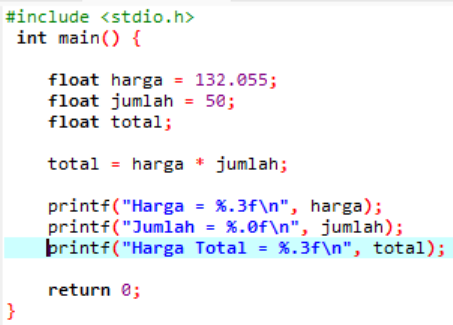 #include <stdio.h>
int main() {
float harga = 132.055;
float jumlah = 50;
float total;
total = harga * jumlah;
printf("Harga = %.3f\n", harga);
printf("Jumlah = %.0f\n", jumlah);
printf("Harga Total = %.3f\n", total);
return 0;
}